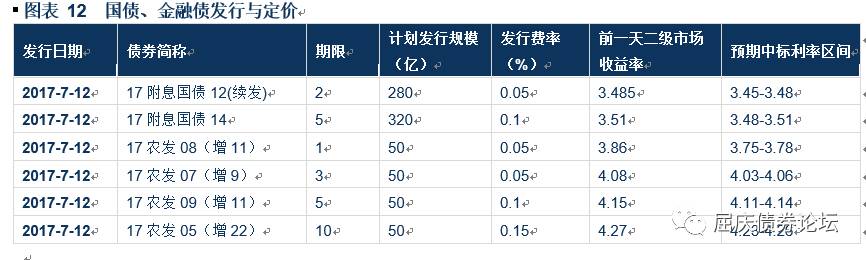 图表 12 国债、金融债发行与定价
发行日期 债券简称 期限 计划发行规模（亿） 发行费率（%） 前一天二级市场收益率 预期中标利率区间
2017-7-12 17 附息国债 12(续发) 2 280 0.05 3.485 3.45-3.48
2017-7-12 17 附息国债 14 5 320 0.1 3.51 3.48-3.51
2017-7-12 17 农发 08（增 11） 1 50 0.05 3.86 3.75-3.78
2017-7-12 17 农发 07（增 9） 3 50 0.05 4.08 4.03-4.06
2017-7-12 17 农发 09（增 11） 5 50 0.1 4.15 4.11-4.14
2017-7-12 17 农发 05（增 22） 10 50 0.15 4.27
屈庆债券论坛